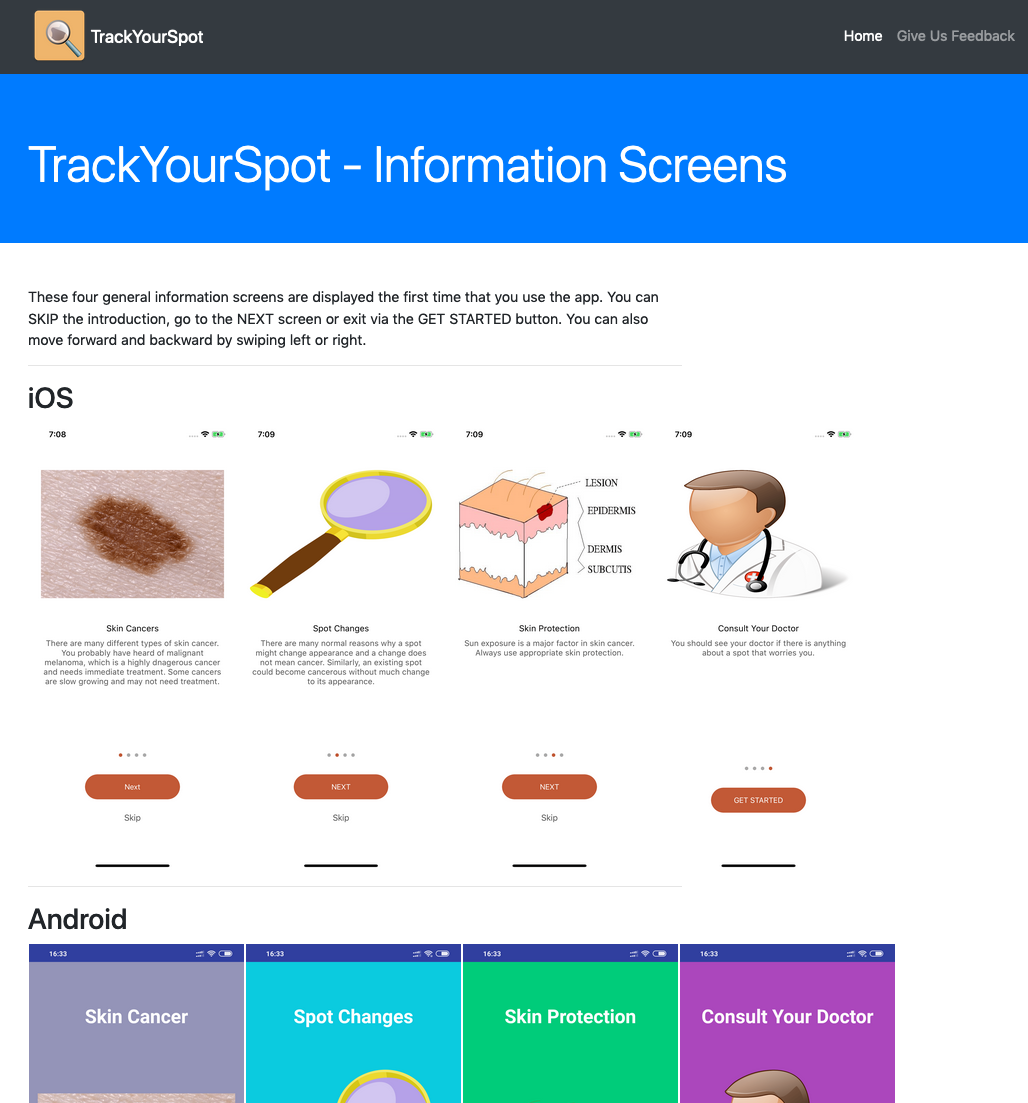 TrackYourSpot
Home
Give Us Feedback
TrackYourSpot - Information Screens
These four general information screens are displayed the first time that you use the app. You can
SKIP the introduction, go to the NEXT screen or exit via the GET STARTED button. You can also
move forward and backward by swiping left or right.
iOS
7:08
Skin Cancers
There are many different types of skin cancer.
You probably have heard of malignant
melanoma, which is a highly dnagerous cancer
and needs immediate treatment. Some cancers
are slow growing and may not need treatment.
Next
Skip
7:09
Spot Changes
There are many normal reasons why a spot
might change appearance and a change does
not mean cancer. Similarly, an existing spot
could become cancerous without much change
to its appearance.
NEXT
Skip
7:09
LESION
EPIDERMIS
DERMIS
SUBCUTIS
Skin Protection
Sun exposure is a major factor in skin cancer.
Always use appropriate skin protection.
NEXT
Skip
7:09
Consult Your Doctor
You should see your doctor if there is anything
about a spot that worries you.
GET STARTED
Android
16:33
Skin Cancer
16:33
Spot Changes
16:33
Skin Protection
16:33
Consult Your Doctor